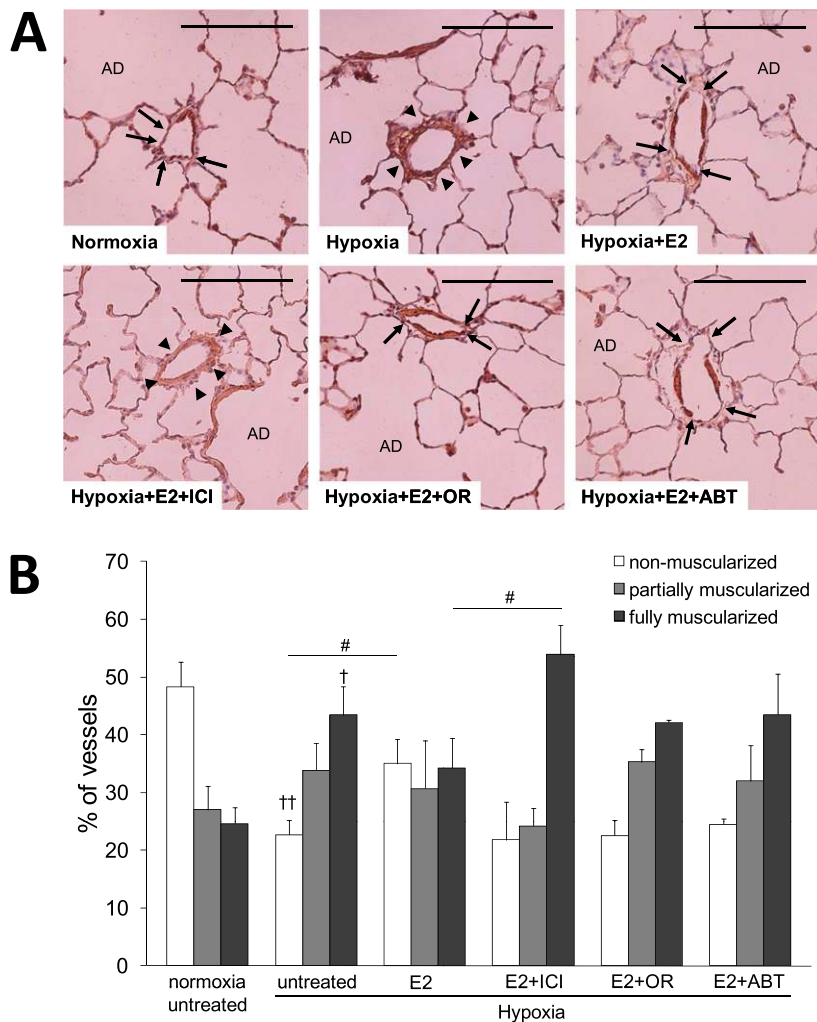 A
AD
Normoxia
AD
Hypoxia
AD
Hypoxia+E2
AD
Hypoxia+E2+ICI
AD
Hypoxia+E2+OR
AD
Hypoxia+E2+ABT
B
70
60
50
40
30
20
10
0
% of vessels
non-muscularized
partially muscularized
fully muscularized
#
#
†
††
normoxia
untreated
untreated
E2
E2+ICI
E2+OR
E2+ABT
Hypoxia